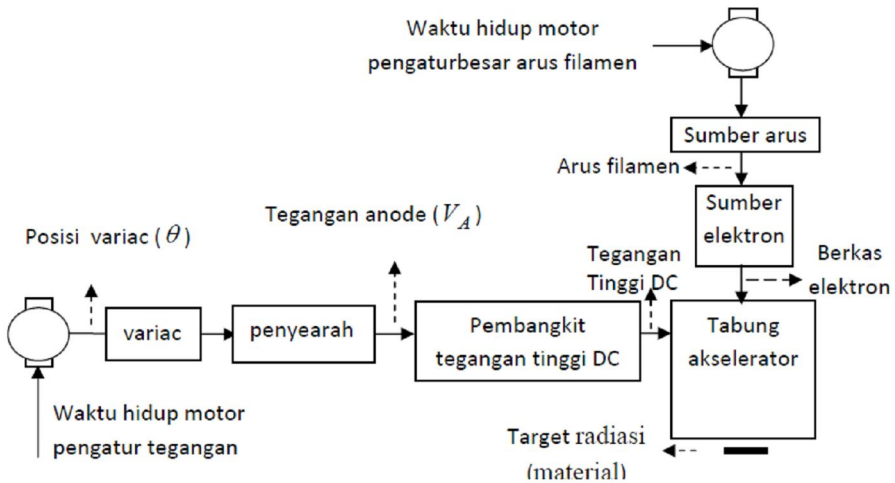 Waktu hidup motor
pengaturbesar arus filamen
Sumber arus
Arus filamen
Sumber
elektron
Tegangan anode (V_A)
Posisi variac (θ)
Tegangan
Tinggi DC
Berkas
elektron
variac
penyearah
Pembangkit
tegangan tinggi DC
Tabung
akselerator
Waktu hidup motor
pengatur tegangan
Target radiasi
(material)